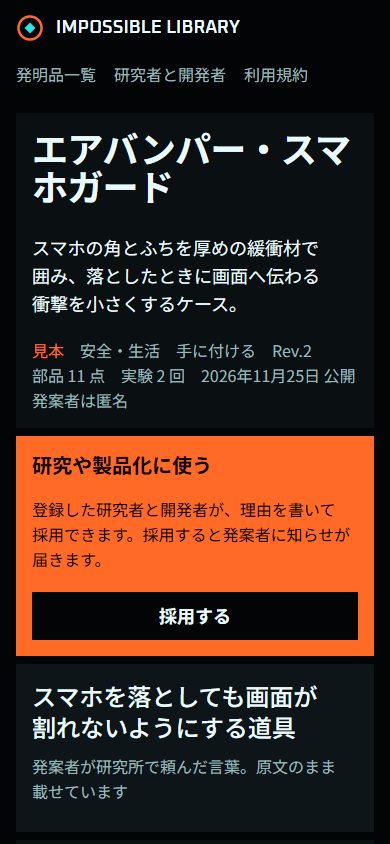 IMPOSSIBLE LIBRARY
発明品一覧 研究者と開発者 利用規約
エアバンパー・スマ
ホガード
スマホの角とふちを厚めの緩衝材で
囲み、落としたときに画面へ伝わる
衝撃を小さくするケース。
見本 安全・生活 手に付ける Rev.2
部品 11 点 実験 2 回 2026年11月25日 公開
発案者は匿名
研究や製品化に使う
登録した研究者と開発者が、理由を書いて
採用できます。採用すると発案者に知らせが
届きます。
採用する
スマホを落としても画面が
割れないようにする道具
発案者が研究所で頼んだ言葉。原文のまま
載せています